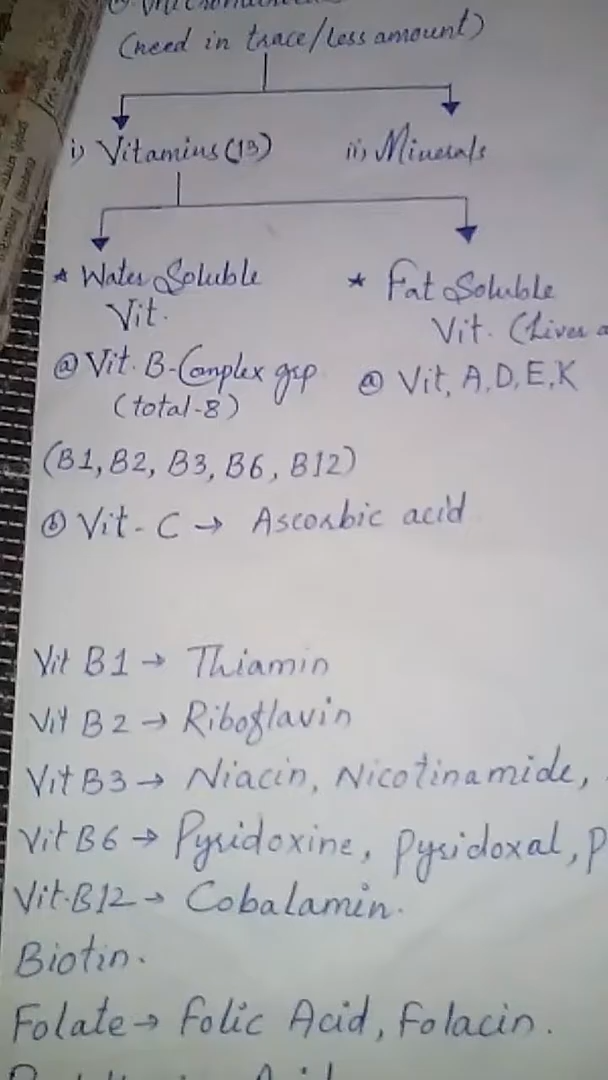 (need in trace/less amount)
i) Vitamins (13)
ii) Minerals
* Water Soluble
Vit.
* Fat Soluble
Vit. (Liver
@ Vit. B-Complex grp
(total-8)
@ Vit, A, D, E, K
(B1, B2, B3, B6, B12)
ⓑ Vit - C → Ascorbic acid
Vit B1 → Thiamin
Vit B2 → Riboflavin
Vit B3 → Niacin, Nicotinamide,
Vit B6 → Pyridoxine, Pyridoxal, P
Vit-B12 → Cobalamin.
Biotin.
Folate → Folic Acid, Folacin.